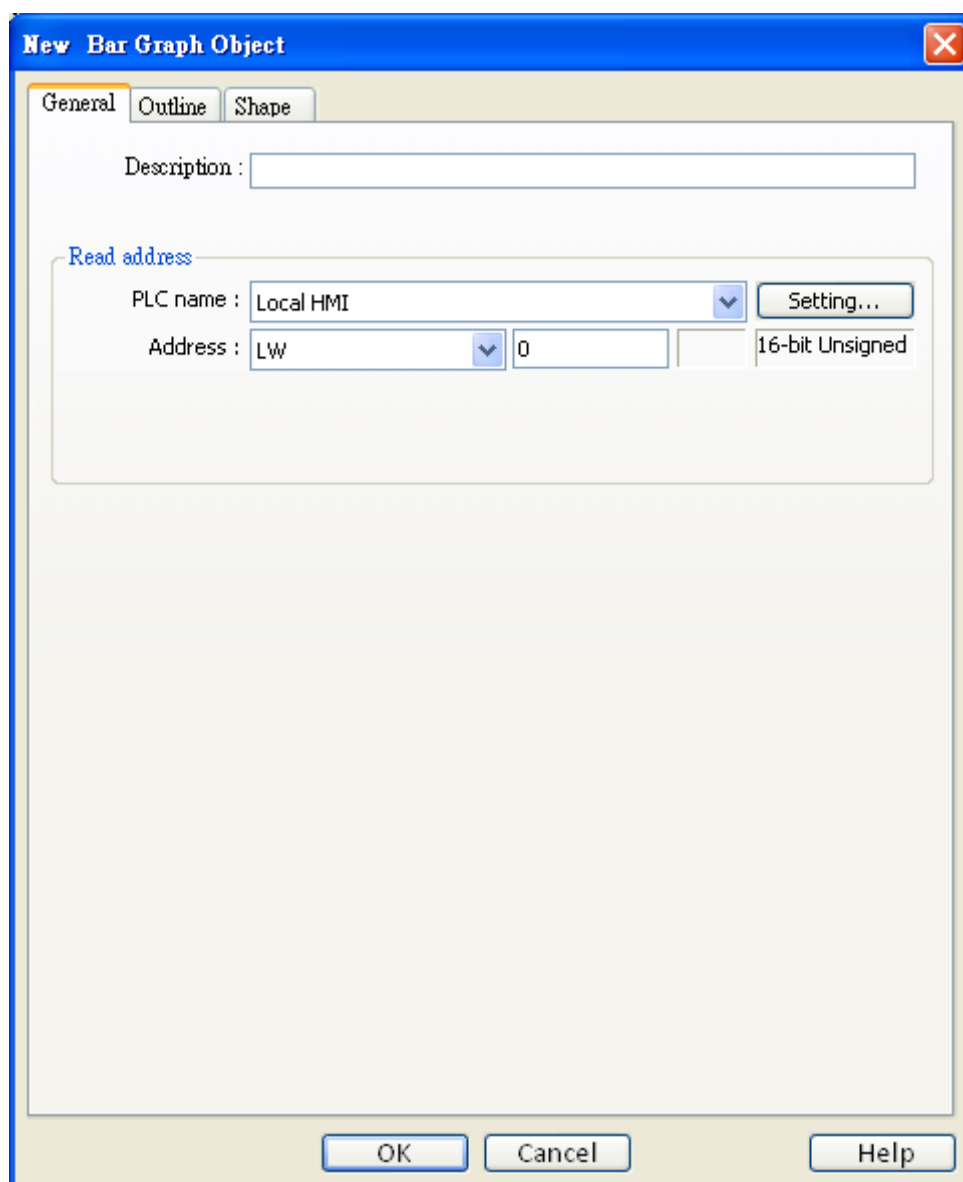 New Bar Graph Object
General Outline Shape
Description :
Read address
PLC name : Local HMI Setting...
Address : LW 0 16-bit Unsigned
OK Cancel Help